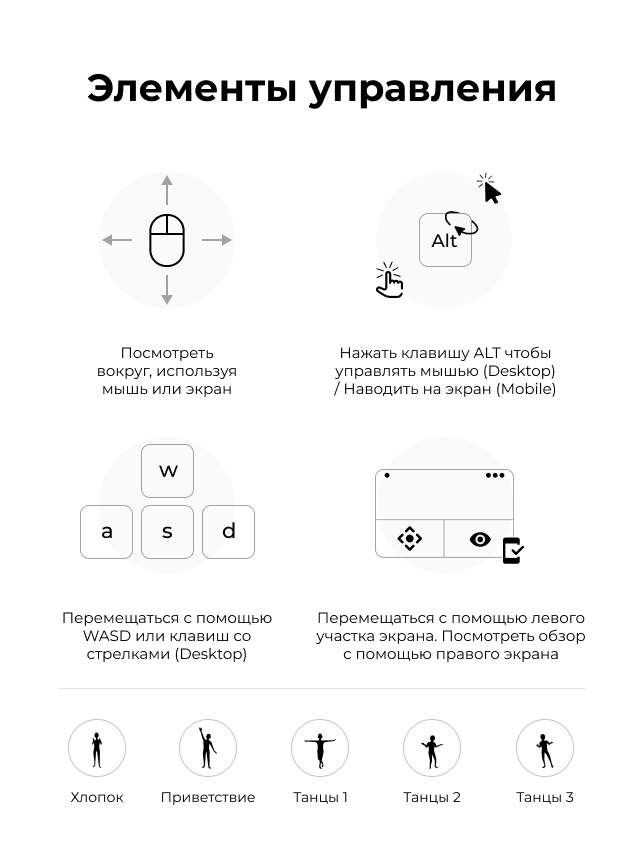 Элементы управления
Alt
Посмотреть
вокруг, используя
мышь или экран
Нажать клавишу ALT чтобы
управлять мышью (Desktop)
/ Наводить на экран (Mobile)
w
a s d
Перемещаться с помощью
WASD или клавиш со
стрелками (Desktop)
Перемещаться с помощью левого
участка экрана. Посмотреть обзор
с помощью правого экрана
Хлопок Приветствие Танцы 1 Танцы 2 Танцы 3